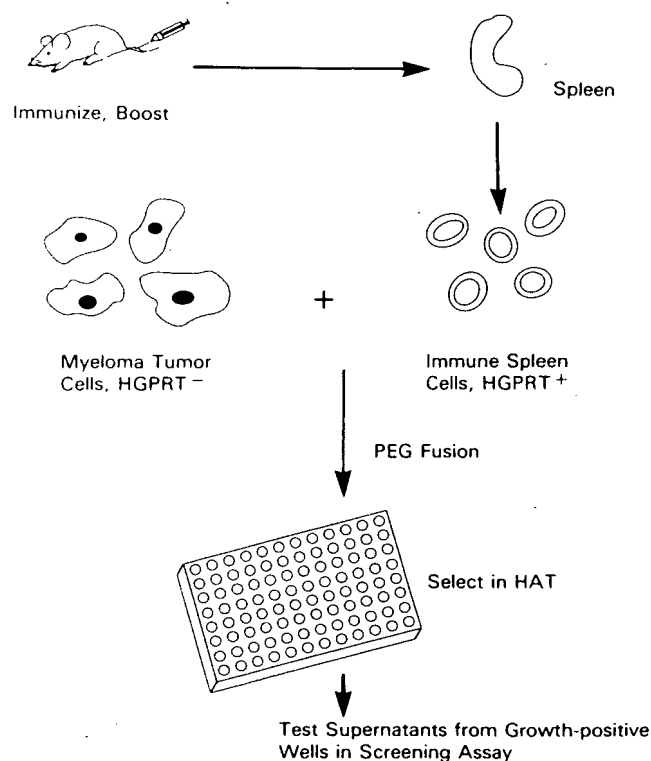 Immunize, Boost
Spleen
Myeloma Tumor
Cells, HGPRT⁻
+
Immune Spleen
Cells, HGPRT⁺
PEG Fusion
Select in HAT
Test Supernatants from Growth-positive
Wells in Screening Assay